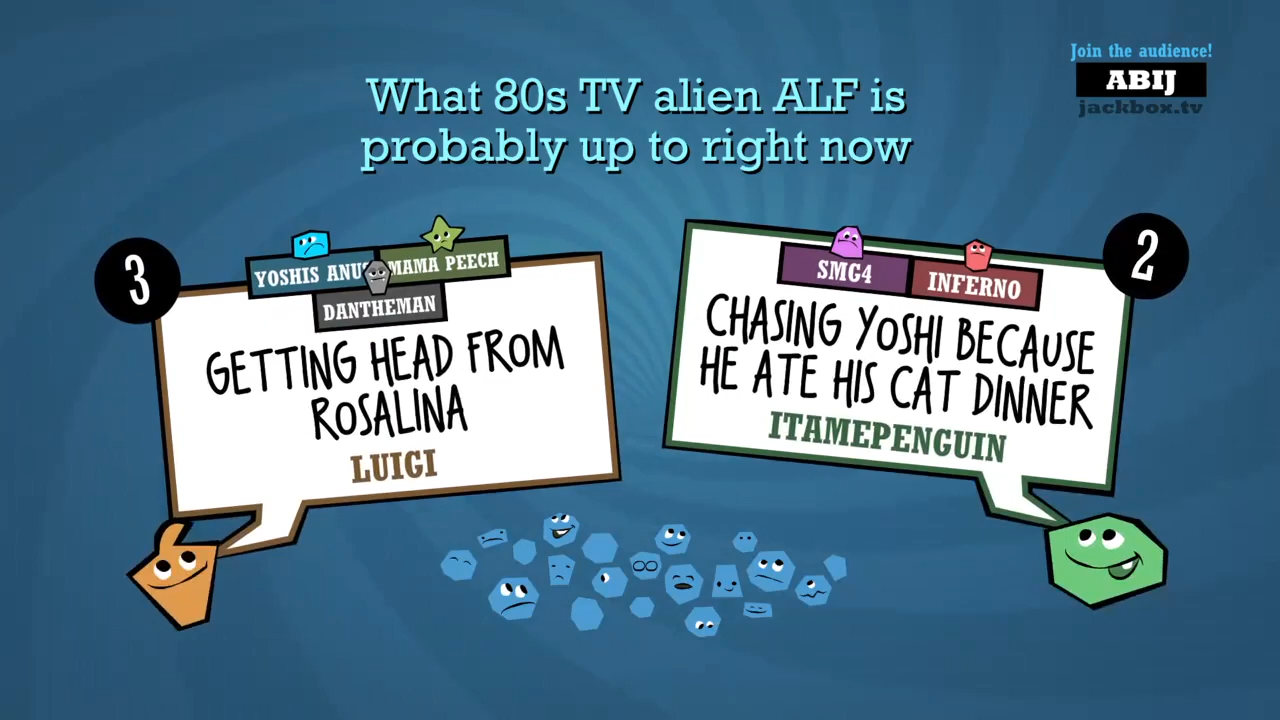 Join the audience!
ABIJ
jackbox.tv
What 80s TV alien ALF is
probably up to right now
3
YOSHIS ANU
MAMA PEECH
DANTHEMAN
GETTING HEAD FROM
ROSALINA
LUIGI
2
SMG4
INFERNO
CHASING YOSHI BECAUSE
HE ATE HIS CAT DINNER
ITAMEPENGUIN